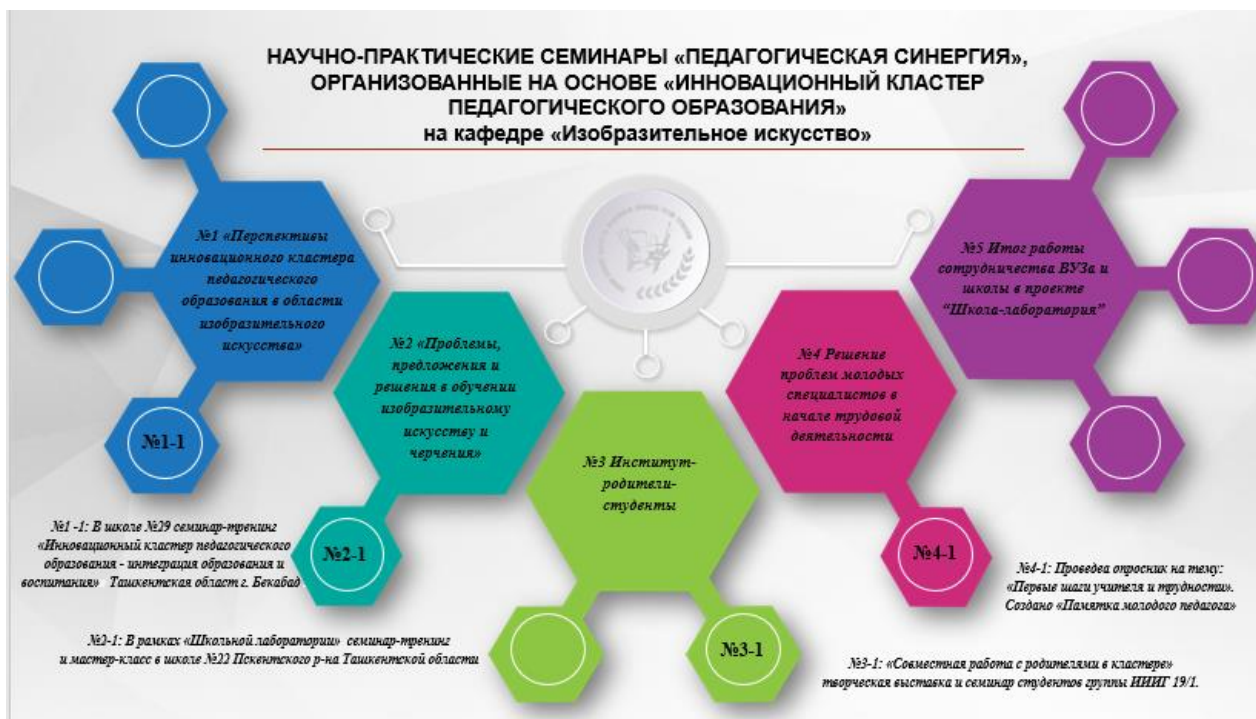 НАУЧНО-ПРАКТИЧЕСКИЕ СЕМИНАРЫ «ПЕДАГОГИЧЕСКАЯ СИНЕРГИЯ»,
ОРГАНИЗОВАННЫЕ НА ОСНОВЕ «ИННОВАЦИОННЫЙ КЛАСТЕР
ПЕДАГОГИЧЕСКОГО ОБРАЗОВАНИЯ»
на кафедре «Изобразительное искусство»
№1 «Перспективы
инновационного кластера
педагогического
образования в области
изобразительного
искусства»
№2 «Проблемы,
предложения и
решения в обучении
изобразительному
искусству и
черчения»
№3 Институт-
родители-
студенты
№4 Решение
проблем молодых
специалистов в
начале трудовой
деятельности
№5 Итог работы
сотрудничества ВУЗа и
школы в проекте
“Школа-лаборатория”
№1-1
№2-1
№3-1
№4-1
№1 -1: В школе №29 семинар-тренинг
«Инновационный кластер педагогического
образования - интеграция образования и
воспитания» Ташкентская област г. Бекабад
№2-1: В рамках «Школьной лаборатории» семинар-тренинг
и мастер-класс в школе №22 Пскентского р-на Ташкентской области
№3-1: «Совместная работа с родителями в кластере»
творческая выставка и семинар студентов группы ИИИГ 19/1.
№4-1: Проведеа опросник на тему:
«Первые шаги учителя и трудности».
Создано «Памятка молодого педагога»